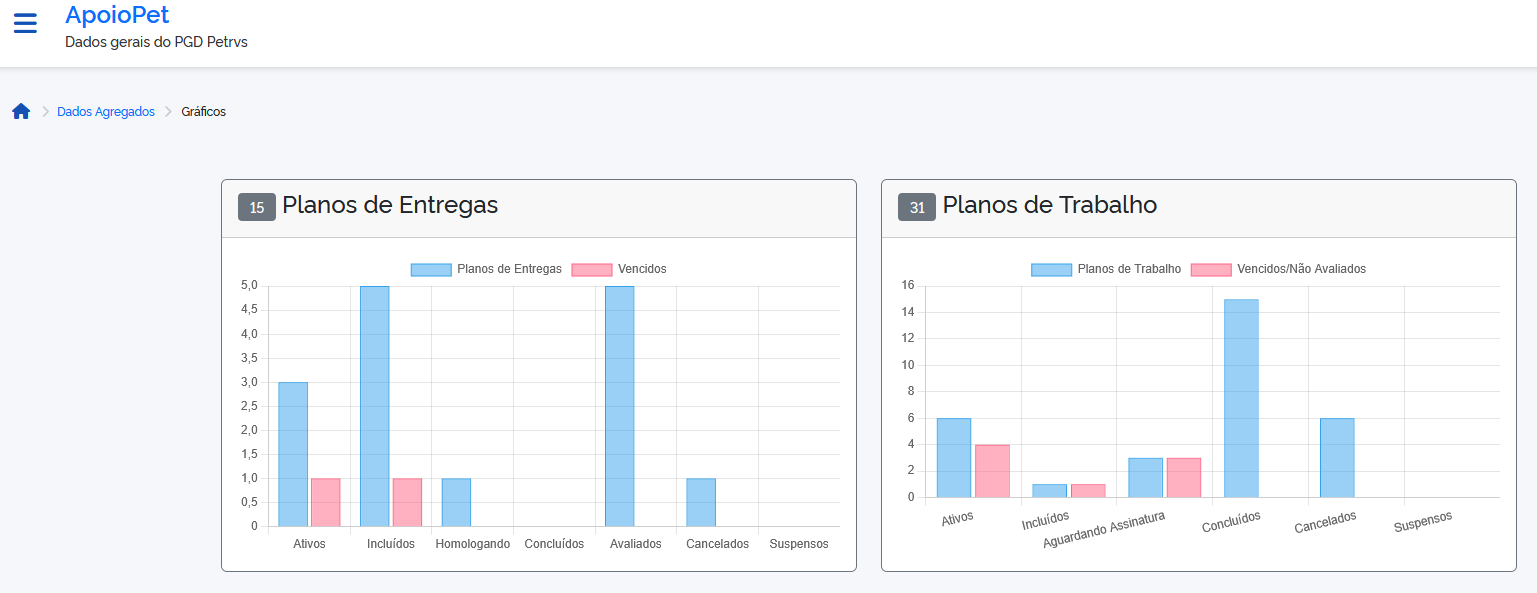 ApoioPet
Dados gerais do PGD Petrvs
Dados Agregados
Gráficos
15 Planos de Entregas
Planos de Entregas Vencidos
5,0
4,5
4,0
3,5
3,0
2,5
2,0
1,5
1,0
0,5
0
Ativos Incluídos Homologando Concluídos Avaliados Cancelados Suspensos
31 Planos de Trabalho
Planos de Trabalho Vencidos/Não Avaliados
16
14
12
10
8
6
4
2
0
Ativos Incluídos Aguardando Assinatura Concluídos Cancelados Suspensos